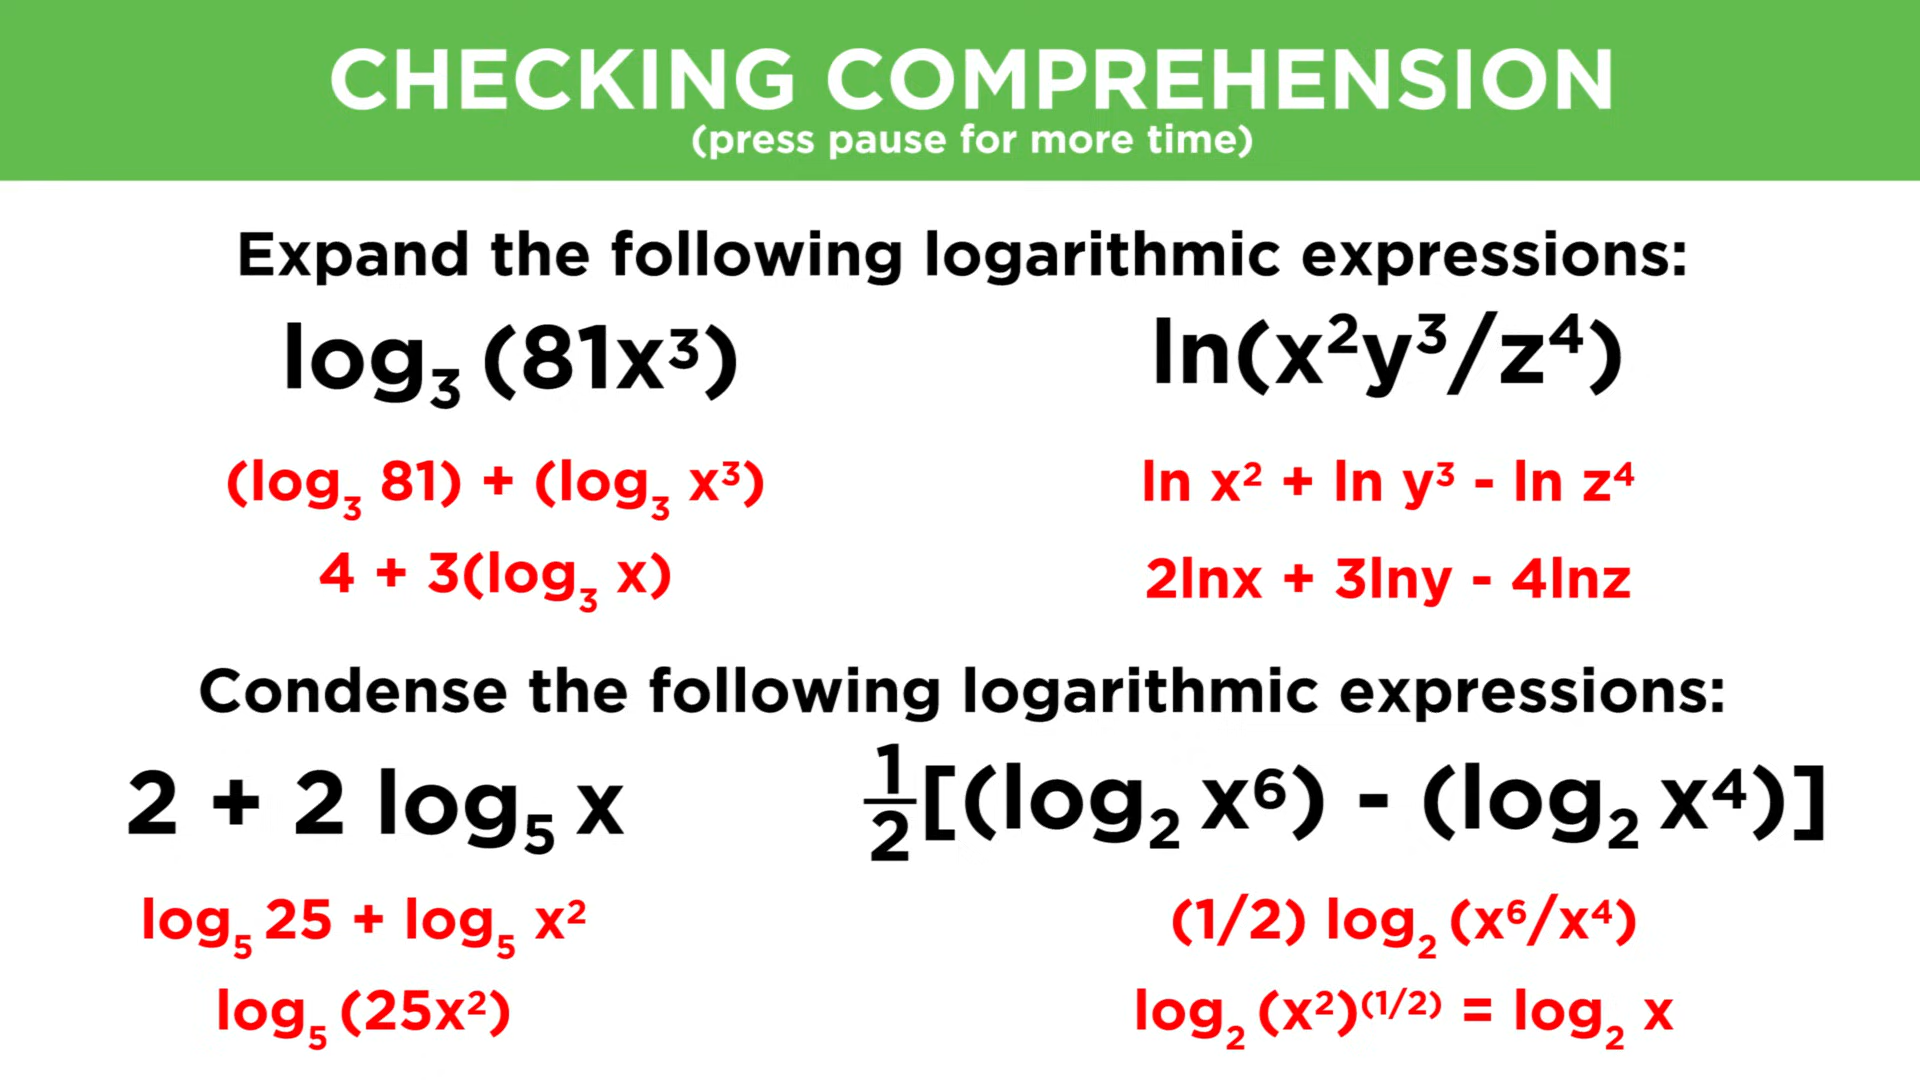 CHECKING COMPREHENSION
(press pause for more time)
Expand the following logarithmic expressions:
log₃ (81x³)
(log₃ 81) + (log₃ x³)
4 + 3(log₃ x)
ln(x²y³/z⁴)
ln x² + ln y³ - ln z⁴
2lnx + 3lny - 4lnz
Condense the following logarithmic expressions:
2 + 2 log₅ x
log₅ 25 + log₅ x²
log₅ (25x²)
½[(log₂ x⁶) - (log₂ x⁴)]
(1/2) log₂ (x⁶/x⁴)
log₂ (x²)⁽¹/²⁾ = log₂ x